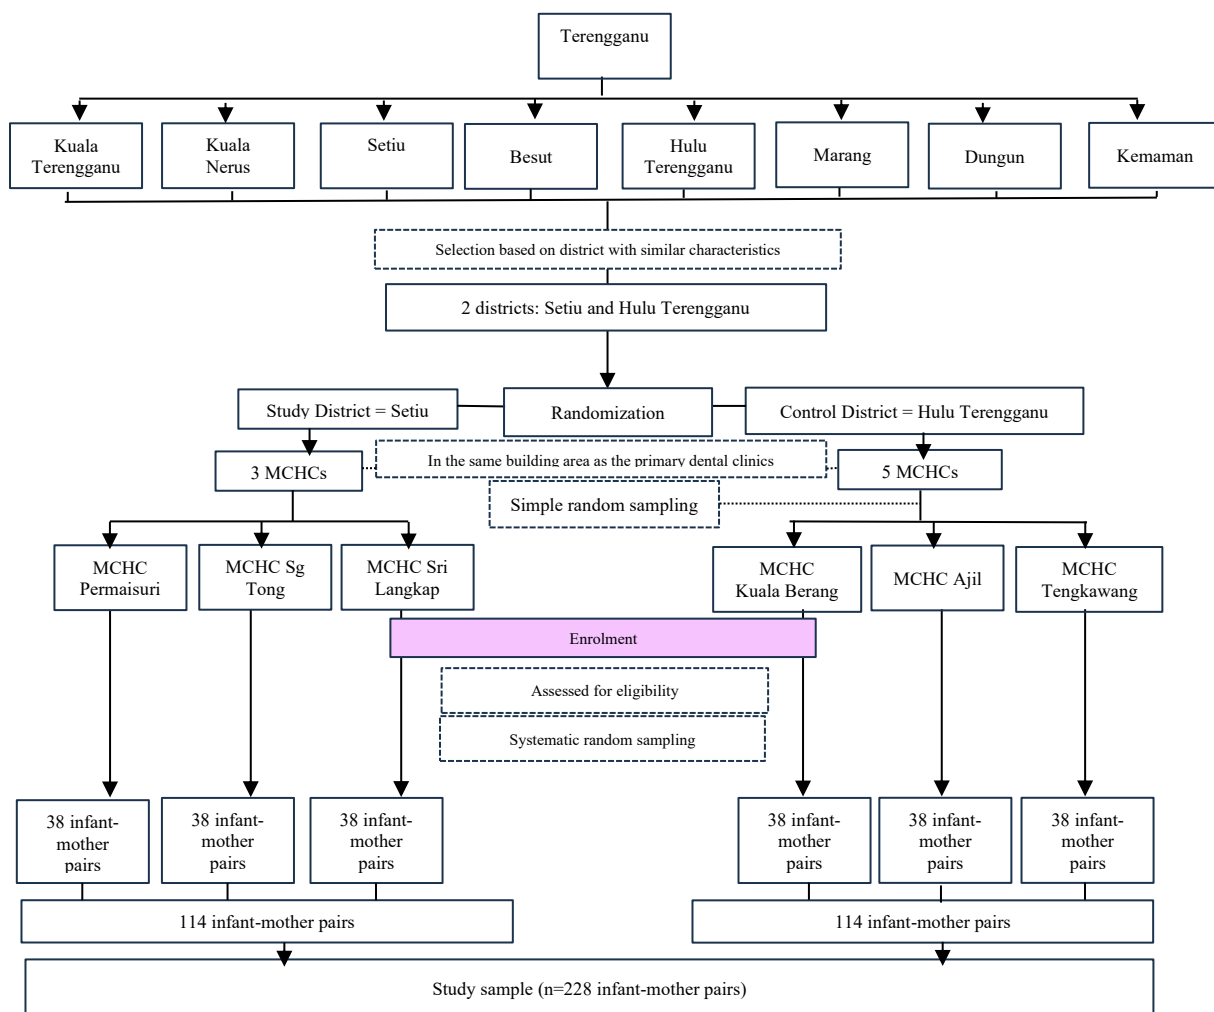 Terengganu
Kuala
Terengganu
Kuala
Nerus
Setiu
Besut
Hulu
Terengganu
Marang
Dungun
Kemaman
Selection based on district with similar characteristics
2 districts: Setiu and Hulu Terengganu
Study District = Setiu
Randomization
Control District = Hulu Terengganu
3 MCHCs
In the same building area as the primary dental clinics
5 MCHCs
Simple random sampling
MCHC
Permaisuri
MCHC Sg
Tong
MCHC Sri
Langkap
MCHC
Kuala Berang
MCHC Ajil
MCHC
Tengkawang
Enrolment
Assessed for eligibility
Systematic random sampling
38 infant-
mother
pairs
38 infant-
mother
pairs
38 infant-
mother
pairs
38 infant-
mother
pairs
38 infant-
mother
pairs
38 infant-
mother
pairs
114 infant-mother pairs
114 infant-mother pairs
Study sample (n=228 infant-mother pairs)